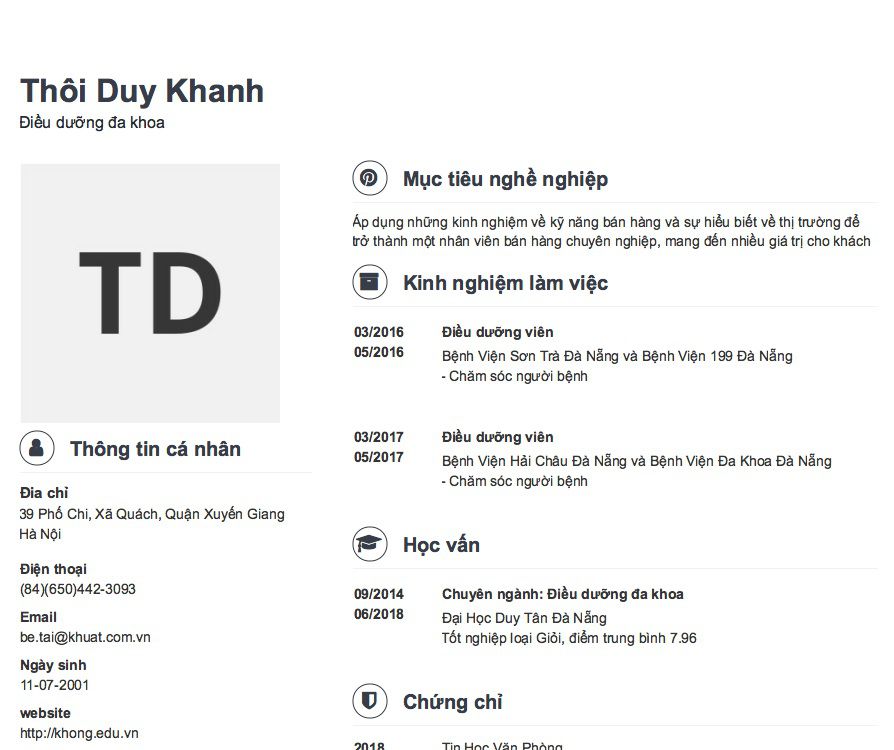 Thôi Duy Khanh
Điều dưỡng đa khoa
TD
Thông tin cá nhân
Đia chỉ
39 Phố Chi, Xã Quách, Quận Xuyến Giang
Hà Nội
Điện thoại
(84)(650)442-3093
Email
be.tai@khuat.com.vn
Ngày sinh
11-07-2001
website
http://khong.edu.vn
Mục tiêu nghề nghiệp
Áp dụng những kinh nghiệm về kỹ năng bán hàng và sự hiểu biết về thị trường để
trở thành một nhân viên bán hàng chuyên nghiệp, mang đến nhiều giá trị cho khách
Kinh nghiệm làm việc
03/2016
05/2016
Điều dưỡng viên
Bệnh Viện Sơn Trà Đà Nẵng và Bệnh Viện 199 Đà Nẵng
- Chăm sóc người bệnh
03/2017
05/2017
Điều dưỡng viên
Bệnh Viện Hải Châu Đà Nẵng và Bệnh Viện Đa Khoa Đà Nẵng
- Chăm sóc người bệnh
Học vấn
09/2014
06/2018
Chuyên ngành: Điều dưỡng đa khoa
Đại Học Duy Tân Đà Nẵng
Tốt nghiệp loại Giỏi, điểm trung bình 7.96
Chứng chỉ
2018
Tin Học Văn Phòng